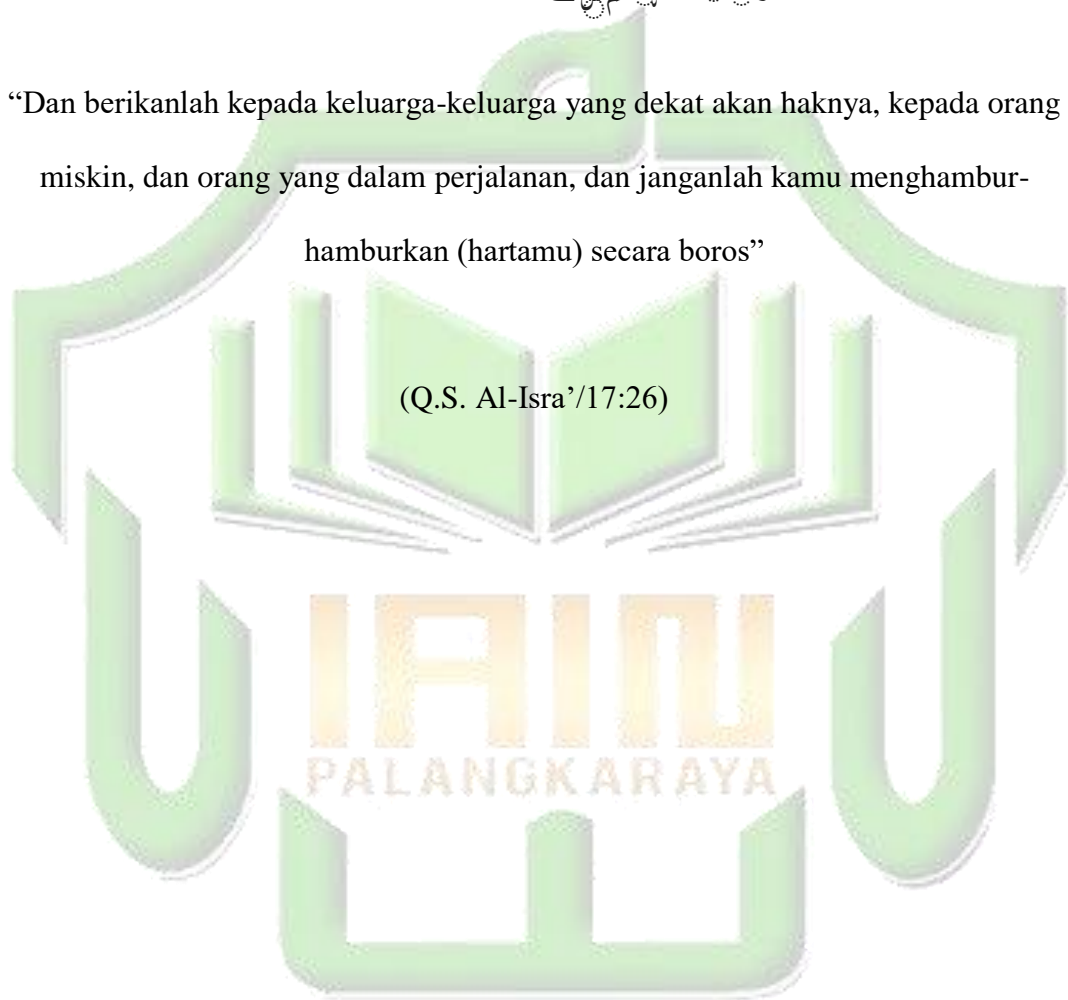 “Dan berikanlah kepada keluarga-keluarga yang dekat akan haknya, kepada orang
miskin, dan orang yang dalam perjalanan, dan janganlah kamu menghambur-
hamburkan (hartamu) secara boros”
(Q.S. Al-Isra’/17:26)
IAIN
PALANGKARAYA